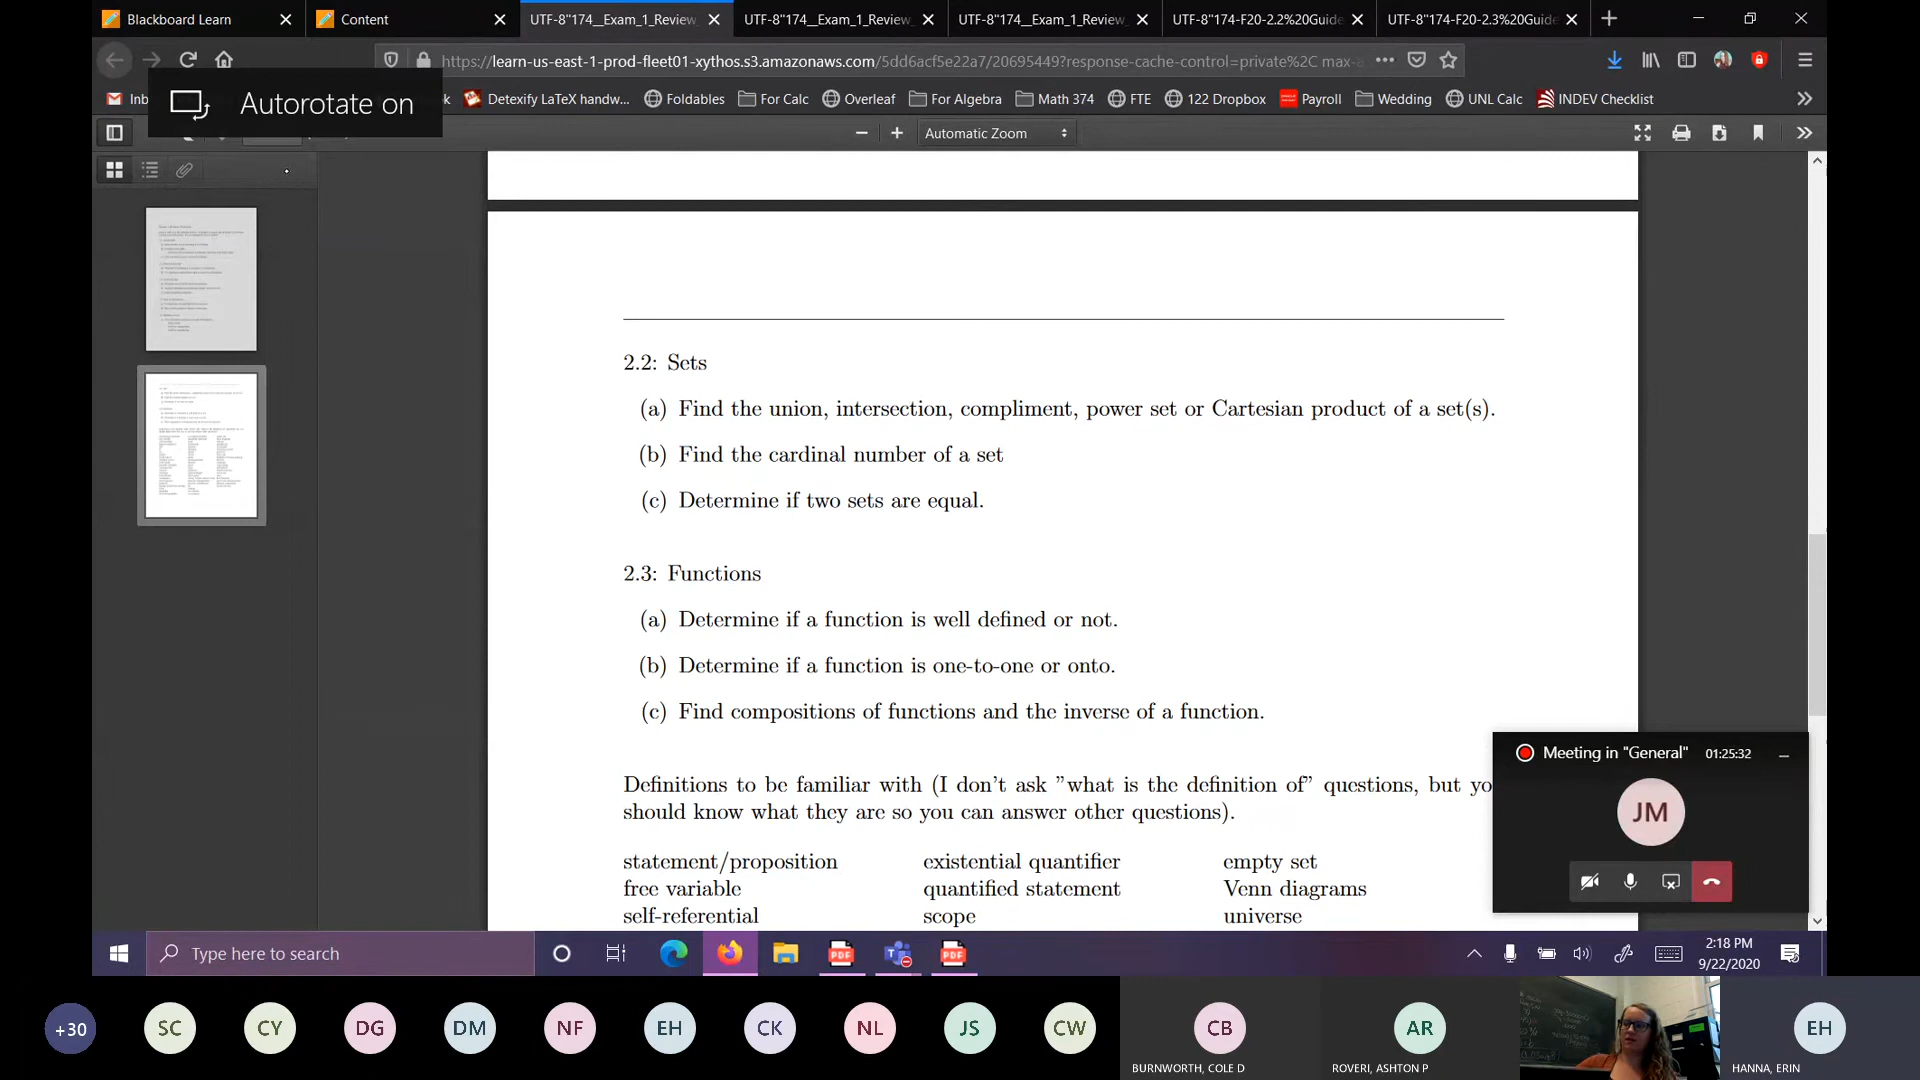 Blackboard Learn
Content
UTF-8''174__Exam_1_Review_
UTF-8''174__Exam_1_Review_
UTF-8''174__Exam_1_Review_
UTF-8''174-F20-2.2%20Guide
UTF-8''174-F20-2.3%20Guide
https://learn-us-east-1-prod-fleet01-xythos.s3.amazonaws.com/5dd6acf5e22a7/20695449?response-cache-control=private%2C max-a
Autorotate on
Inb
k
Detexify LaTeX handw...
Foldables
For Calc
Overleaf
For Algebra
Math 374
FTE
122 Dropbox
Payroll
Wedding
UNL Calc
INDEV Checklist
Automatic Zoom
2.2: Sets
(a) Find the union, intersection, compliment, power set or Cartesian product of a set(s).
(b) Find the cardinal number of a set
(c) Determine if two sets are equal.
2.3: Functions
(a) Determine if a function is well defined or not.
(b) Determine if a function is one-to-one or onto.
(c) Find compositions of functions and the inverse of a function.
Definitions to be familiar with (I don't ask ”what is the definition of” questions, but yo
should know what they are so you can answer other questions).
statement/proposition existential quantifier empty set
free variable quantified statement Venn diagrams
self-referential scope universe
Meeting in "General" 01:25:32
JM
Type here to search
PDF
PDF
2:18 PM
9/22/2020
+30
SC
CY
DG
DM
NF
EH
CK
NL
JS
CW
CB
BURNWORTH, COLE D
AR
ROVERI, ASHTON P
EH
HANNA, ERIN